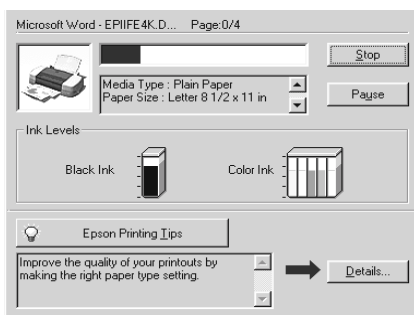 Microsoft Word - EPIIFE4K.D... Page:0/4
Stop
Media Type : Plain Paper
Paper Size : Letter 8 1/2 x 11 in
Pause
Ink Levels
Black Ink
Color Ink
Epson Printing Tips
Improve the quality of your printouts by
making the right paper type setting.
Details...